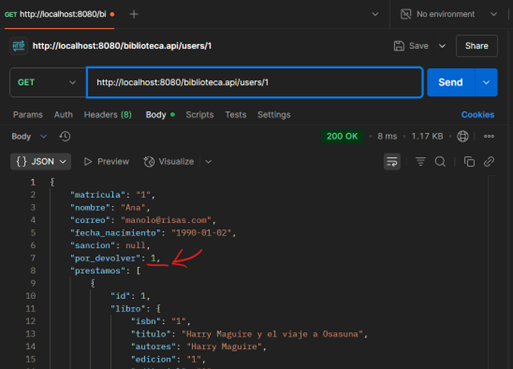 GET http://localhost:8080/bi
No environment
http://localhost:8080/biblioteca.api/users/1
Save
Share
GET
http://localhost:8080/biblioteca.api/users/1
Send
Params Auth Headers (8) Body Scripts Tests Settings Cookies
Body 200 OK 8 ms 1.17 KB
{} JSON Preview Visualize
1 {
2 "matricula": "1",
3 "nombre": "Ana",
4 "correo": "manolo@risas.com",
5 "fecha_nacimiento": "1990-01-02",
6 "sancion": null,
7 "por_devolver": 1,
8 "prestamos": [
9 {
10 "id": 1,
11 "libro": {
12 "isbn": "1",
13 "titulo": "Harry Maguire y el viaje a Osasuna",
14 "autores": "Harry Maguire",
15 "edicion": "1",